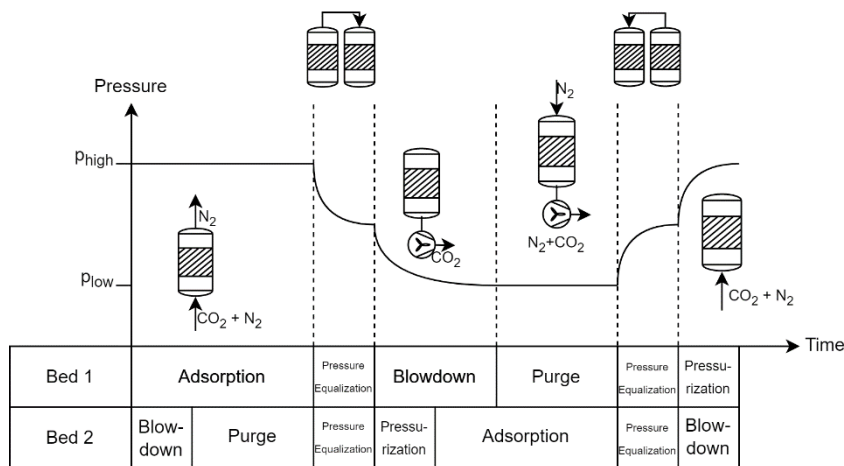 Pressure
N₂
p_high
N₂
CO₂
N₂+CO₂
p_low
CO₂ + N₂
CO₂ + N₂
Time
Bed 1
Adsorption
Pressure
Equalization
Blowdown
Purge
Pressure
Equalization
Pressu-
rization
Bed 2
Blow-
down
Purge
Pressure
Equalization
Pressu-
rization
Adsorption
Pressure
Equalization
Blow-
down